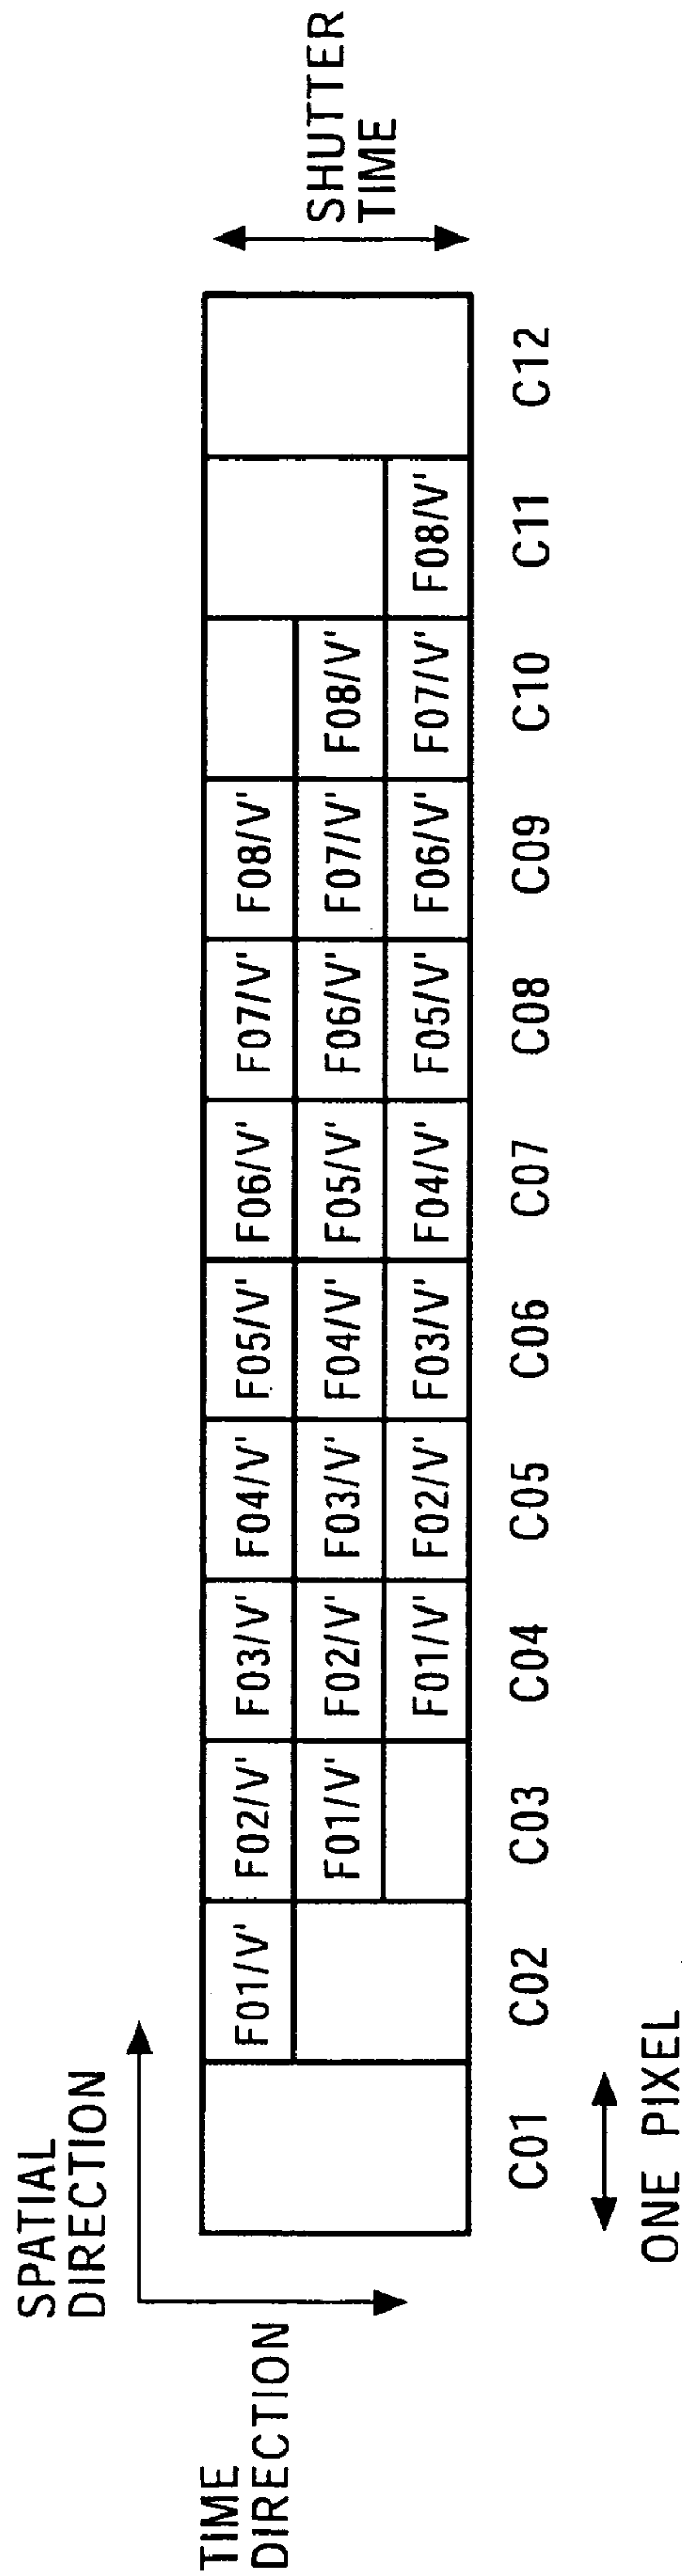 SPATIAL
DIRECTION
TIME
DIRECTION
SHUTTER
TIME
F01/V' F02/V' F03/V' F04/V' F05/V' F06/V' F07/V' F08/V'
F01/V' F02/V' F03/V' F04/V' F05/V' F06/V' F07/V' F08/V'
F01/V' F02/V' F03/V' F04/V' F05/V' F06/V' F07/V' F08/V'
C01 C02 C03 C04 C05 C06 C07 C08 C09 C10 C11 C12
ONE PIXEL